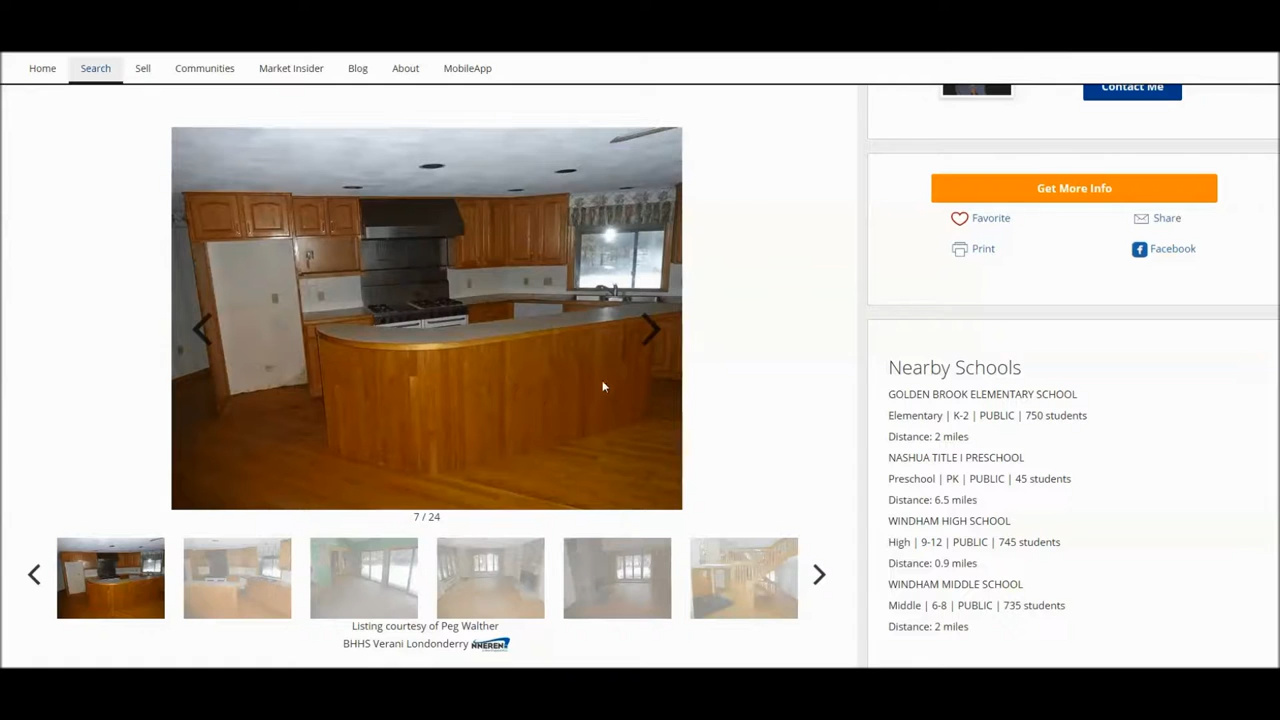 Home
Search
Sell
Communities
Market Insider
Blog
About
MobileApp
Contact Me
Get More Info
Favorite
Share
Print
Facebook
Nearby Schools
GOLDEN BROOK ELEMENTARY SCHOOL
Elementary | K-2 | PUBLIC | 750 students
Distance: 2 miles
NASHUA TITLE I PRESCHOOL
Preschool | PK | PUBLIC | 45 students
Distance: 6.5 miles
WINDHAM HIGH SCHOOL
High | 9-12 | PUBLIC | 745 students
Distance: 0.9 miles
WINDHAM MIDDLE SCHOOL
Middle | 6-8 | PUBLIC | 735 students
Distance: 2 miles
7 / 24
Listing courtesy of Peg Walther
BHHS Verani Londonderry NNEREN